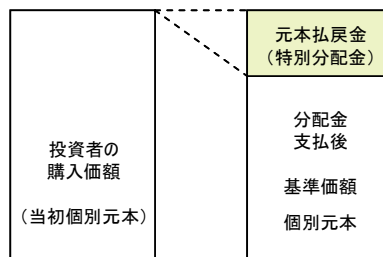 投資者の
購入価額
(当初個別元本)
元本払戻金
(特別分配金)
分配金
支払後
基準価額
個別元本